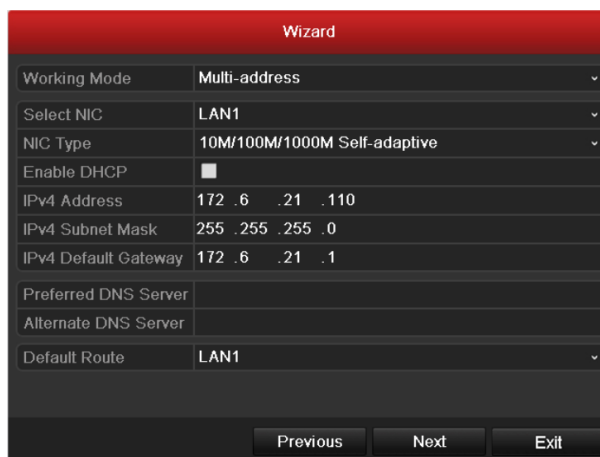 Wizard
Working Mode Multi-address
Select NIC LAN1
NIC Type 10M/100M/1000M Self-adaptive
Enable DHCP
IPv4 Address 172 .6 .21 .110
IPv4 Subnet Mask 255 .255 .255 .0
IPv4 Default Gateway 172 .6 .21 .1
Preferred DNS Server
Alternate DNS Server
Default Route LAN1
Previous Next Exit